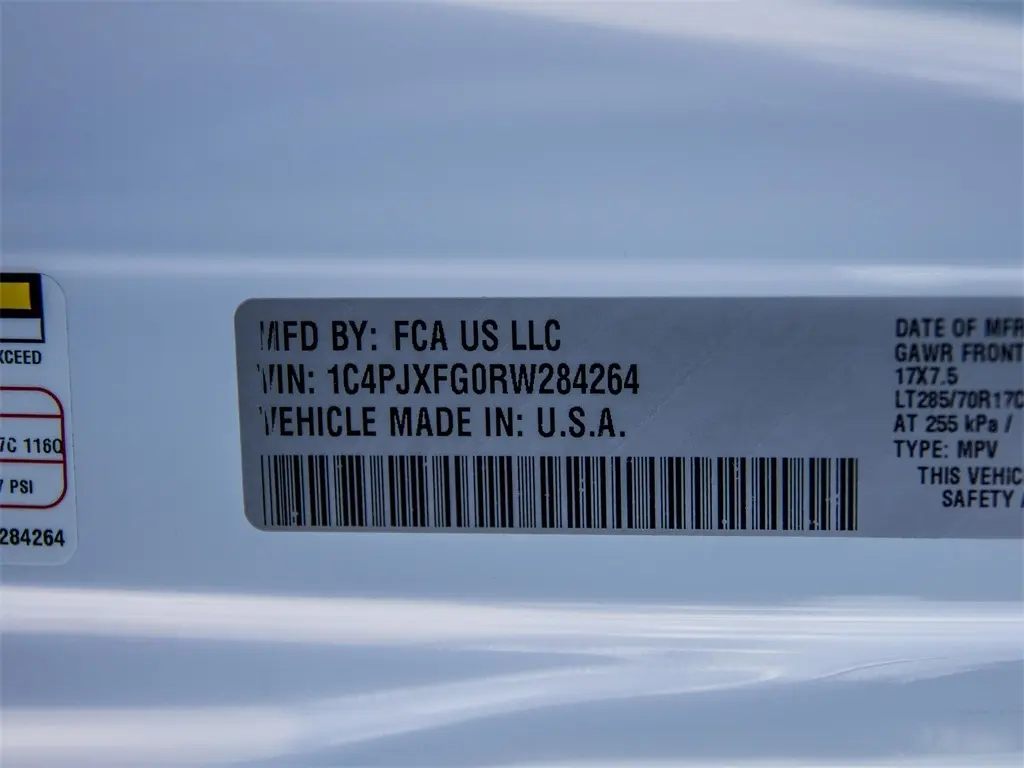 XCEED
7C 116Q
7 PSI
284264
MFD BY: FCA US LLC
VIN: 1C4PJXFG0RW284264
VEHICLE MADE IN: U.S.A.
DATE OF MFR
GAWR FRONT
17X7.5
LT285/70R17C
AT 255 kPa /
TYPE: MPV
THIS VEHIC
SAFETY A